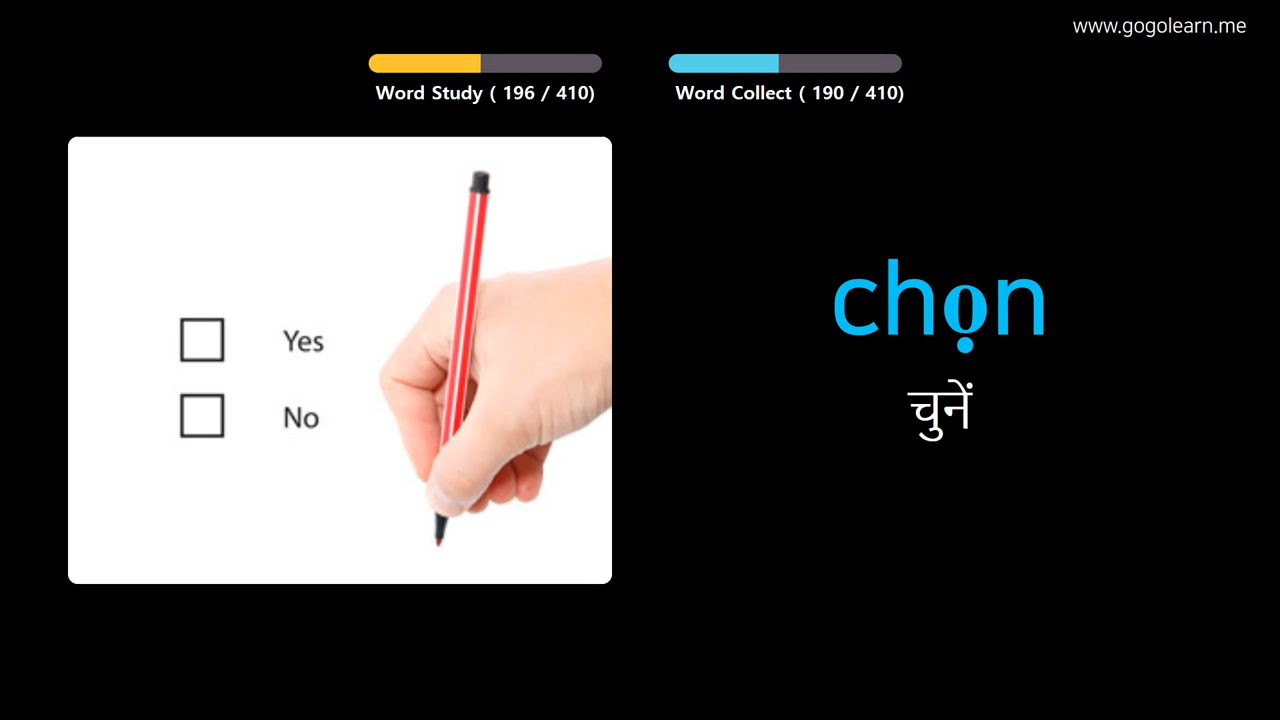 www.gogolearn.me
Word Study ( 196 / 410)
Word Collect ( 190 / 410)
Yes
No
chọn
चुनें